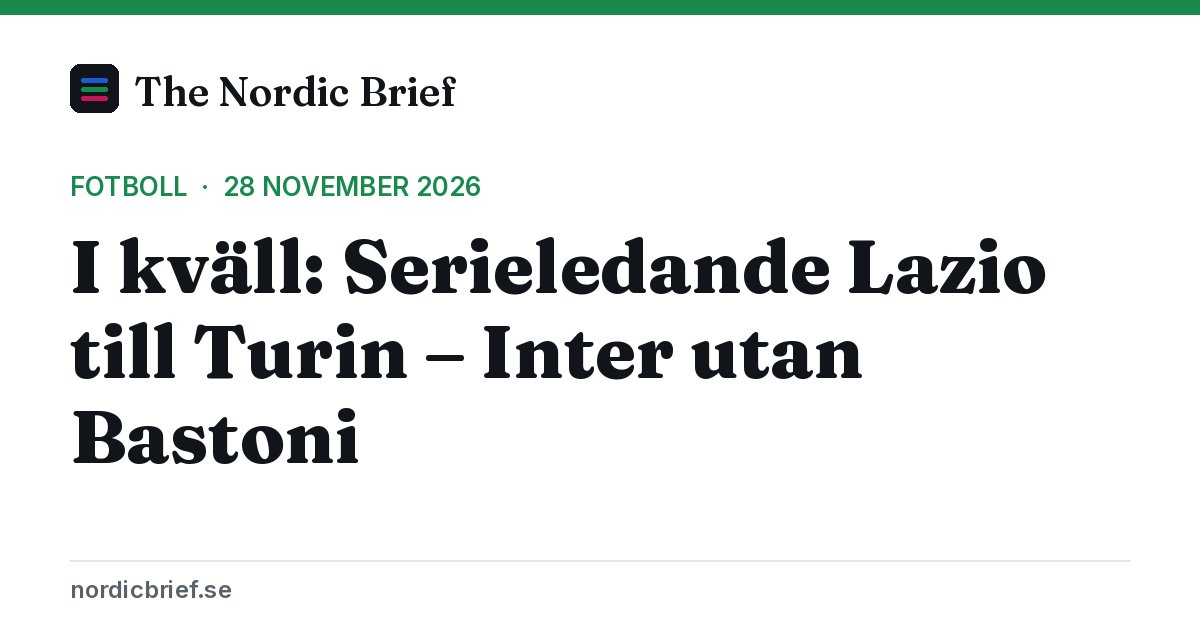 The Nordic Brief
FOTBOLL · 28 NOVEMBER 2026
I kväll: Serieledande Lazio
till Turin – Inter utan
Bastoni
nordicbrief.se